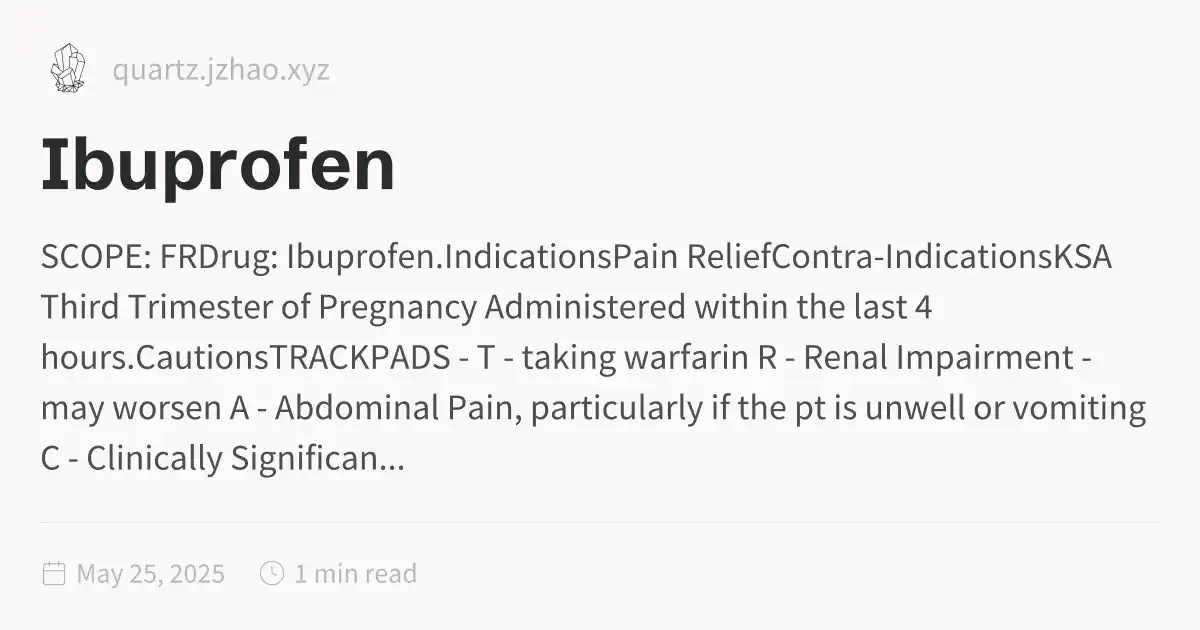 quartz.jzhao.xyz
Ibuprofen
SCOPE: FRDrug: Ibuprofen.IndicationsPain ReliefContra-IndicationsKSA
Third Trimester of Pregnancy Administered within the last 4
hours.CautionsTRACKPADS - T - taking warfarin R - Renal Impairment -
may worsen A - Abdominal Pain, particularly if the pt is unwell or vomiting
C - Clinically Significan...
May 25, 2025 1 min read